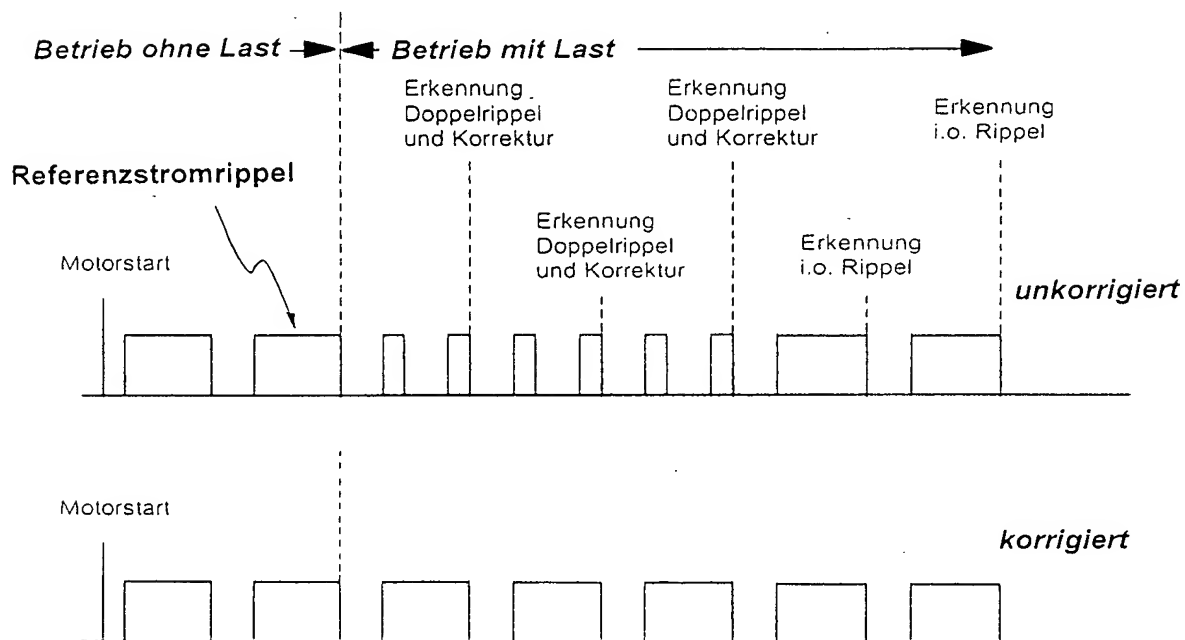 Betrieb ohne Last
Betrieb mit Last
Erkennung
Doppelrippel
und Korrektur
Erkennung
Doppelrippel
und Korrektur
Erkennung
i.o. Rippel
Referenzstromrippel
Erkennung
Doppelrippel
und Korrektur
Erkennung
i.o. Rippel
Motorstart
unkorrigiert
Motorstart
korrigiert